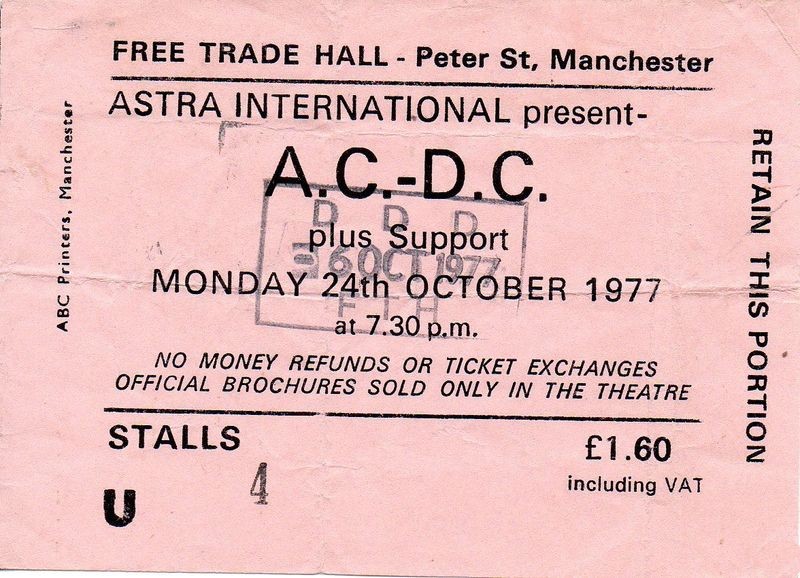 FREE TRADE HALL - Peter St, Manchester
ASTRA INTERNATIONAL present-
A.C.-D.C.
plus Support
MONDAY 24th OCTOBER 1977
at 7.30 p.m.
NO MONEY REFUNDS OR TICKET EXCHANGES
OFFICIAL BROCHURES SOLD ONLY IN THE THEATRE
STALLS
£1.60
including VAT
U 4
RETAIN THIS PORTION
ABC Printers, Manchester
D D D
6 OCT 1977